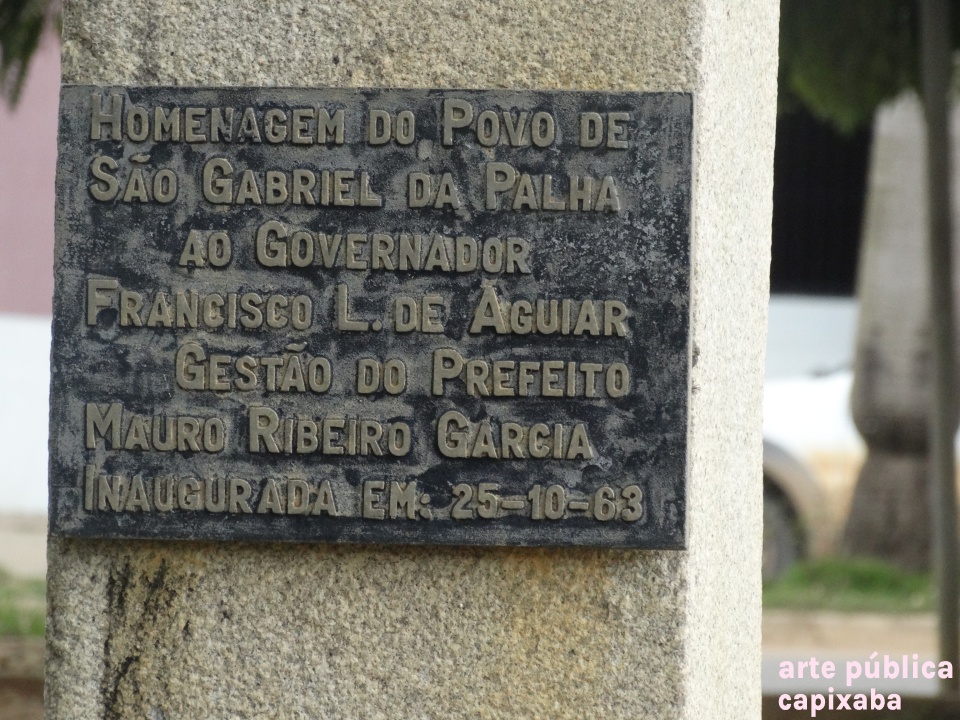 Homenagem do Povo de
São Gabriel da Palha
ao Governador
Francisco L. de Aguiar
Gestão do Prefeito
Mauro Ribeiro Garcia
Inaugurada em: 25-10-63
arte pública
capixaba